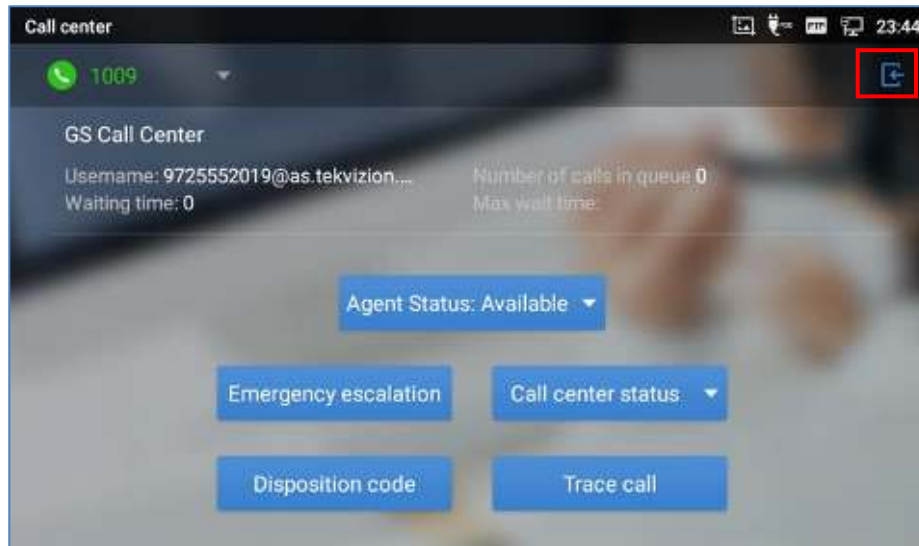 Call center
23:44
1009
GS Call Center
Username: 9725552019@as.tekvizion....
Number of calls in queue 0
Waiting time: 0
Max wait time:
Agent Status: Available
Emergency escalation
Call center status
Disposition code
Trace call